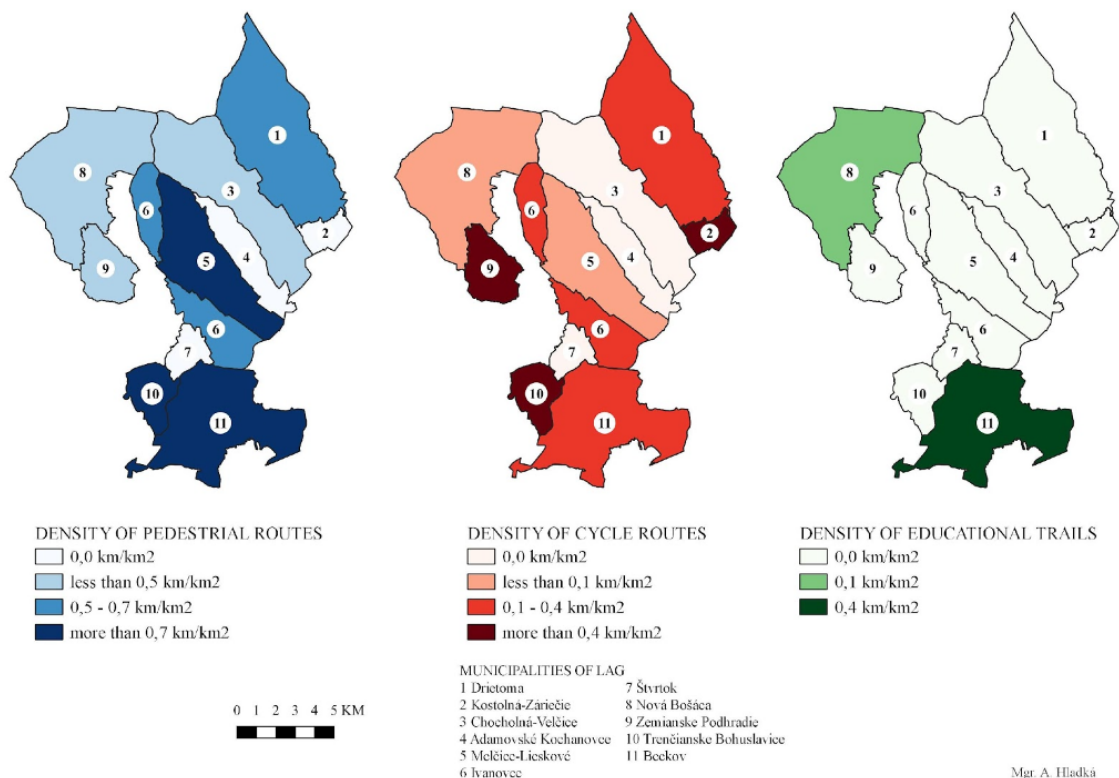 1
8
3
2
6
4
5
9
6
7
10
11
1
8
3
2
6
4
5
9
6
7
10
11
1
8
3
2
6
4
5
9
6
7
10
11
DENSITY OF PEDESTRIAL ROUTES
0,0 km/km2
less than 0,5 km/km2
0,5 - 0,7 km/km2
more than 0,7 km/km2
DENSITY OF CYCLE ROUTES
0,0 km/km2
less than 0,1 km/km2
0,1 - 0,4 km/km2
more than 0,4 km/km2
DENSITY OF EDUCATIONAL TRAILS
0,0 km/km2
0,1 km/km2
0,4 km/km2
0 1 2 3 4 5 KM
MUNICIPALITIES OF LAG
1 Drietoma
2 Kostolná-Záriečie
3 Chocholná-Velčice
4 Adamovské Kochanovce
5 Melčice-Lieskové
6 Ivanovce
7 Štvrtok
8 Nová Bošáca
9 Zemianske Podhradie
10 Trenčianske Bohuslavice
11 Beckov
Mgr. A. Hladká